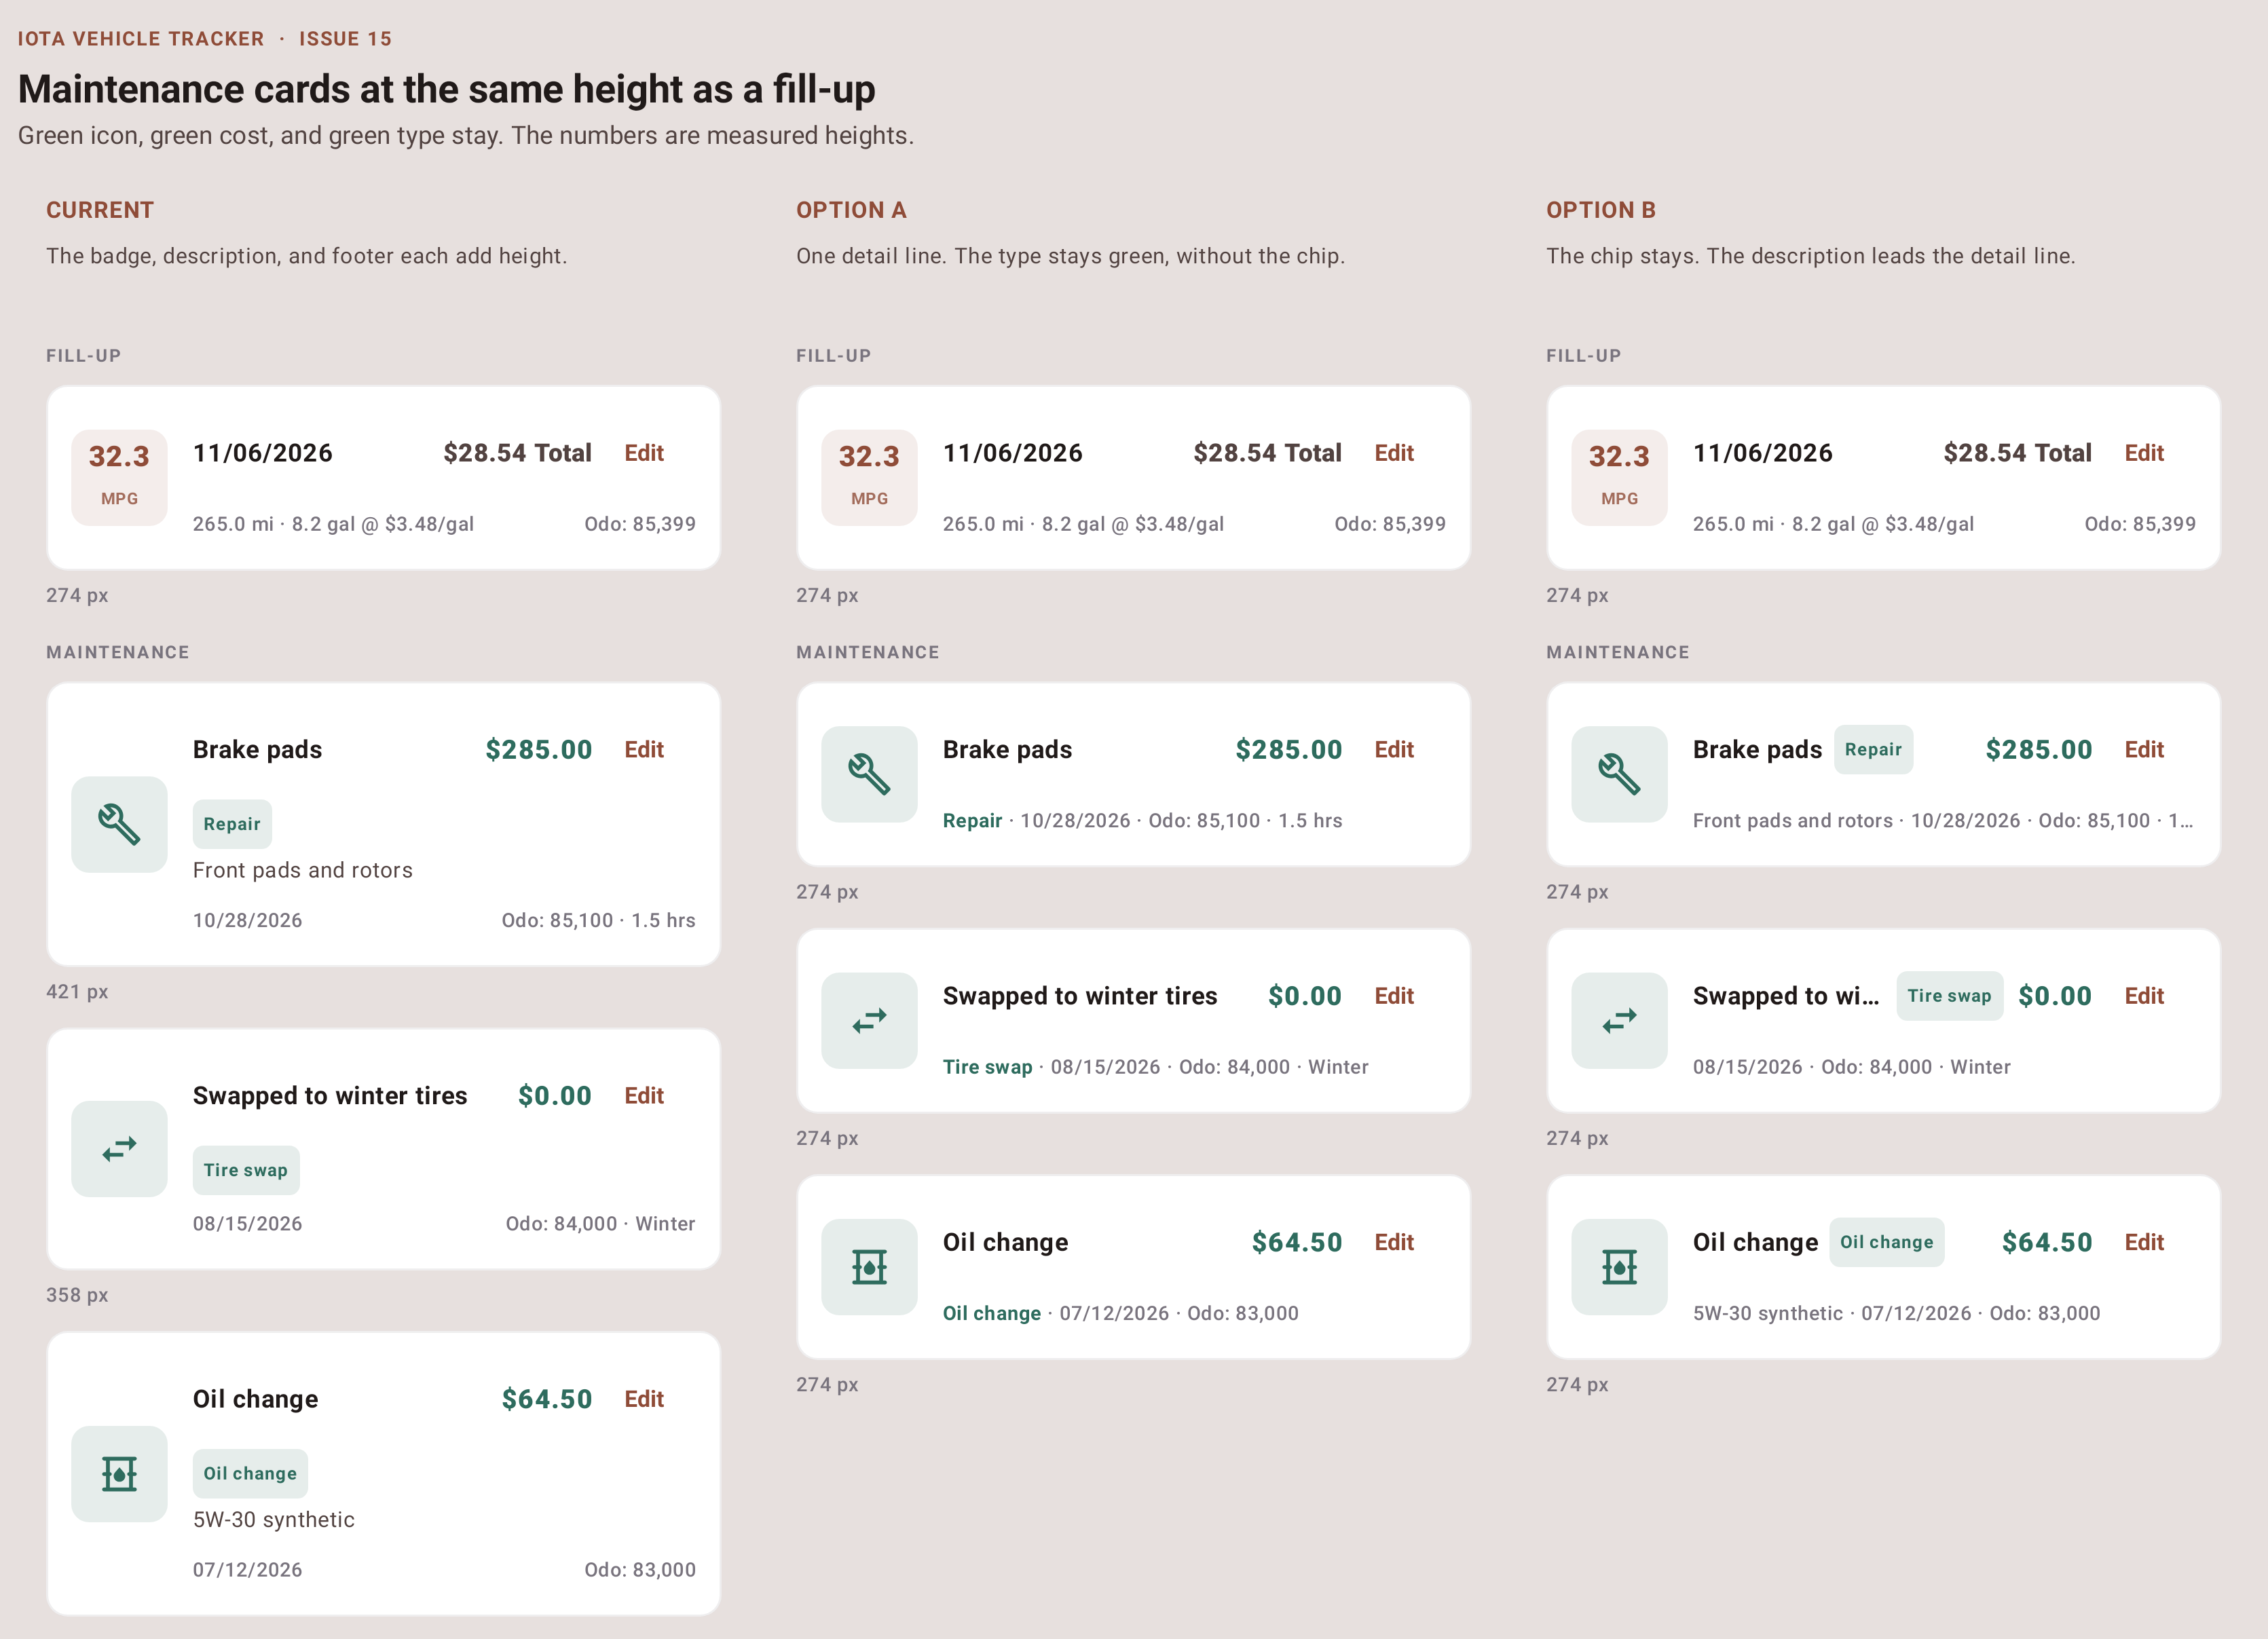 IOTA VEHICLE TRACKER · ISSUE 15
Maintenance cards at the same height as a fill-up
Green icon, green cost, and green type stay. The numbers are measured heights.
CURRENT
The badge, description, and footer each add height.
FILL-UP
32.3
MPG
11/06/2026
$28.54 Total
Edit
265.0 mi · 8.2 gal @ $3.48/gal
Odo: 85,399
274 px
MAINTENANCE
Brake pads
$285.00
Edit
Repair
Front pads and rotors
10/28/2026
Odo: 85,100 · 1.5 hrs
421 px
Swapped to winter tires
$0.00
Edit
Tire swap
08/15/2026
Odo: 84,000 · Winter
358 px
Oil change
$64.50
Edit
Oil change
5W-30 synthetic
07/12/2026
Odo: 83,000
OPTION A
One detail line. The type stays green, without the chip.
FILL-UP
32.3
MPG
11/06/2026
$28.54 Total
Edit
265.0 mi · 8.2 gal @ $3.48/gal
Odo: 85,399
274 px
MAINTENANCE
Brake pads
$285.00
Edit
Repair · 10/28/2026 · Odo: 85,100 · 1.5 hrs
274 px
Swapped to winter tires
$0.00
Edit
Tire swap · 08/15/2026 · Odo: 84,000 · Winter
274 px
Oil change
$64.50
Edit
Oil change · 07/12/2026 · Odo: 83,000
274 px
OPTION B
The chip stays. The description leads the detail line.
FILL-UP
32.3
MPG
11/06/2026
$28.54 Total
Edit
265.0 mi · 8.2 gal @ $3.48/gal
Odo: 85,399
274 px
MAINTENANCE
Brake pads
Repair
$285.00
Edit
Front pads and rotors · 10/28/2026 · Odo: 85,100 · 1...
274 px
Swapped to wi...
Tire swap
$0.00
Edit
08/15/2026 · Odo: 84,000 · Winter
274 px
Oil change
Oil change
$64.50
Edit
5W-30 synthetic · 07/12/2026 · Odo: 83,000
274 px